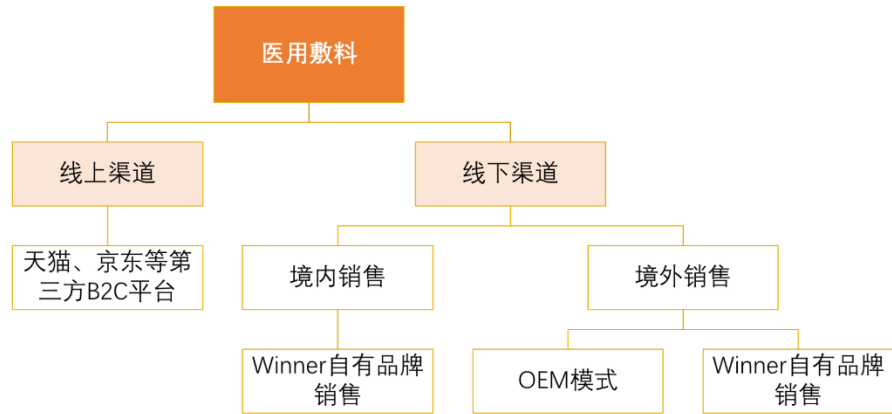 医用敷料
线上渠道
线下渠道
天猫、京东等第
三方B2C平台
境内销售
境外销售
Winner自有品牌
销售
OEM模式
Winner自有品牌
销售